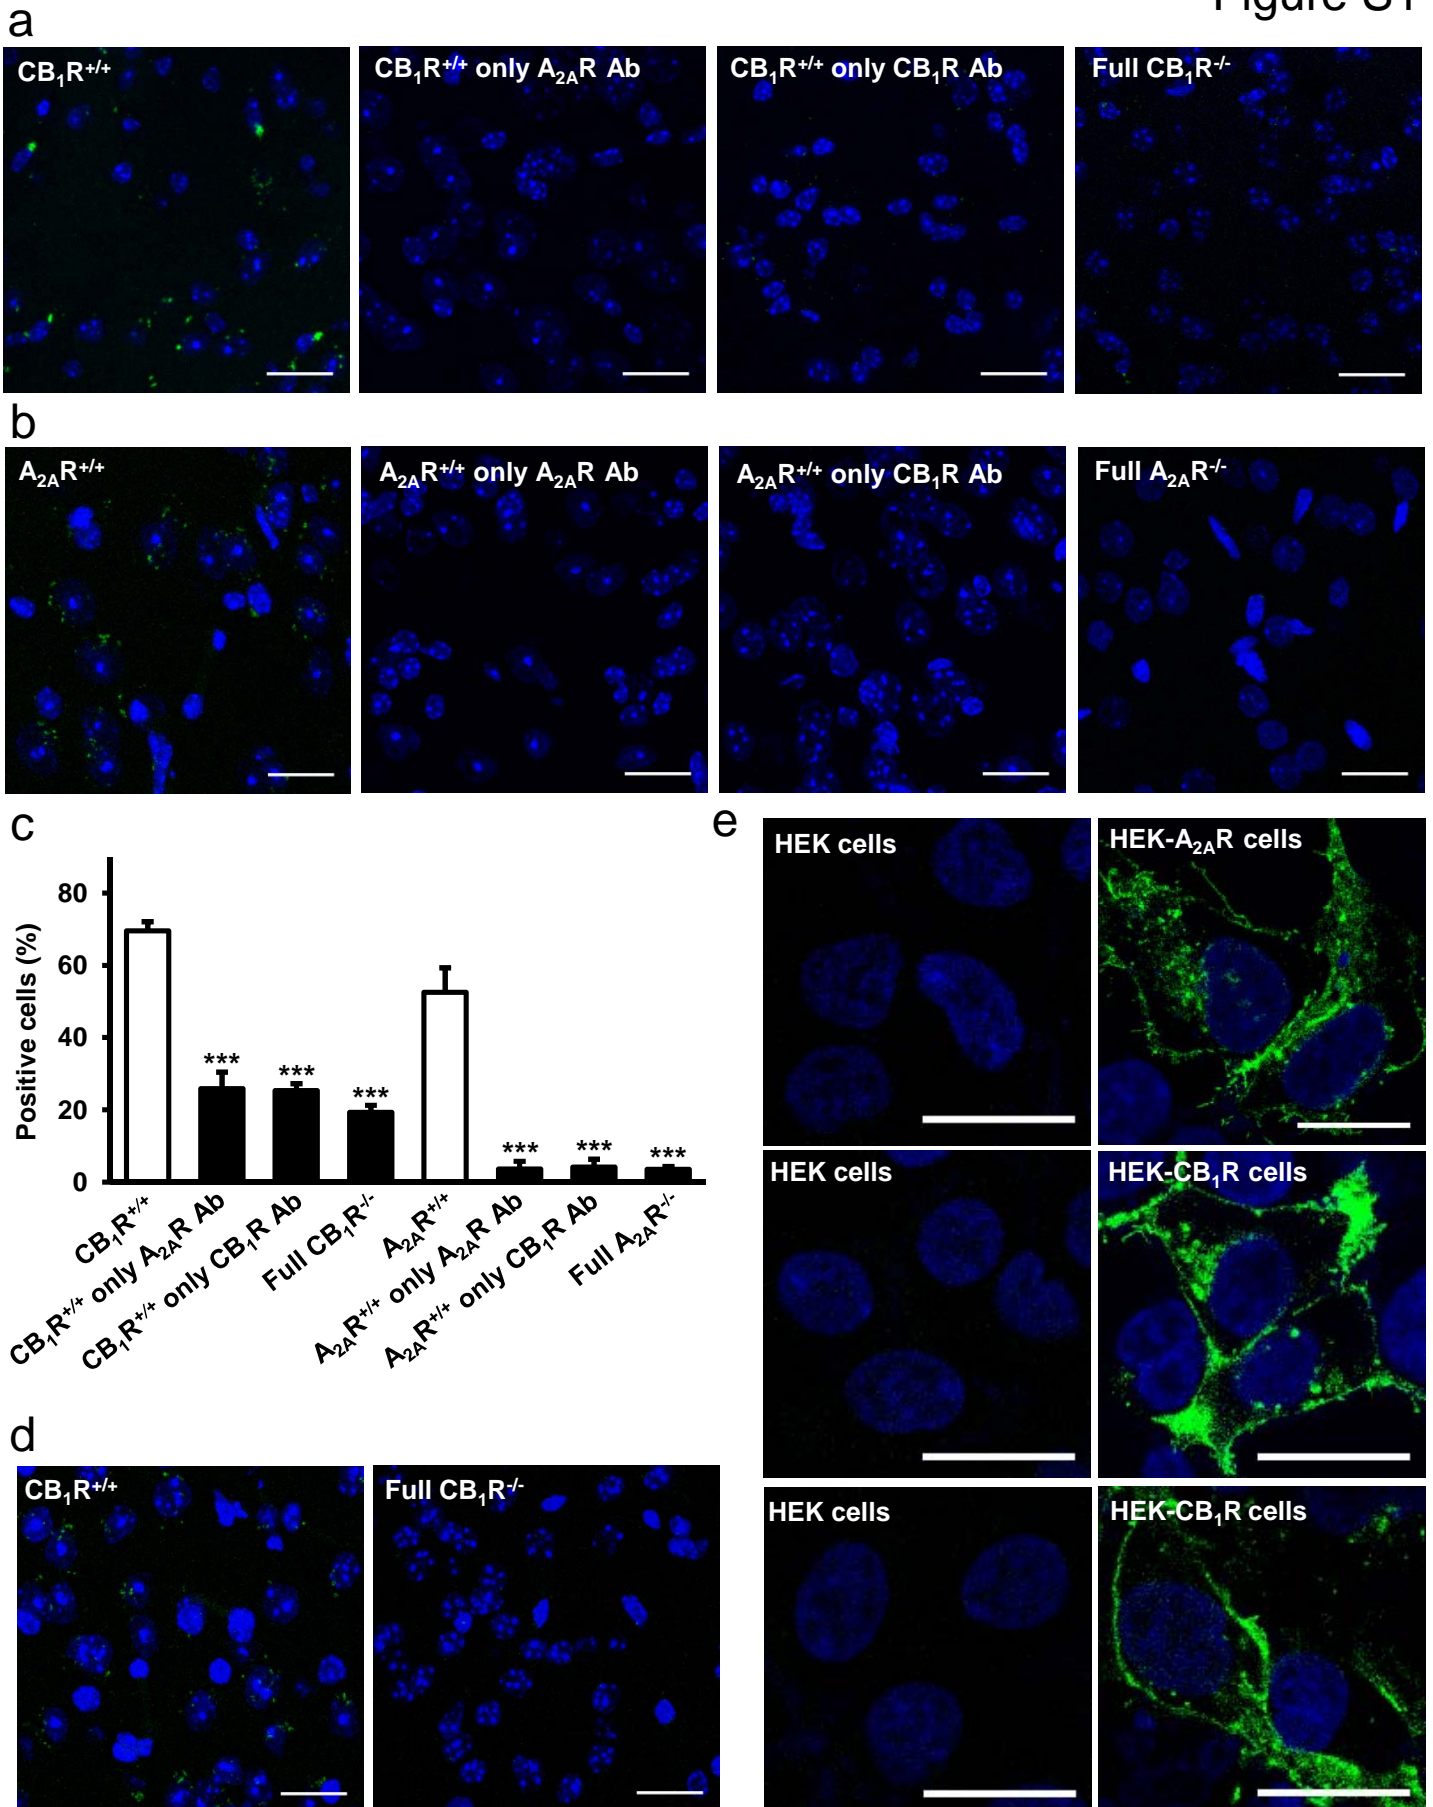 Figure S1
a
CB₁R⁺/⁺
CB₁R⁺/⁺ only A₂ₐR Ab
CB₁R⁺/⁺ only CB₁R Ab
Full CB₁R⁻/⁻
b
A₂ₐR⁺/⁺
A₂ₐR⁺/⁺ only A₂ₐR Ab
A₂ₐR⁺/⁺ only CB₁R Ab
Full A₂ₐR⁻/⁻
c
Positive cells (%)
80
60
40
20
0
***
***
***
***
***
***
CB₁R⁺/⁺
CB₁R⁺/⁺ only A₂ₐR Ab
CB₁R⁺/⁺ only CB₁R Ab
Full CB₁R⁻/⁻
A₂ₐR⁺/⁺
A₂ₐR⁺/⁺ only A₂ₐR Ab
A₂ₐR⁺/⁺ only CB₁R Ab
Full A₂ₐR⁻/⁻
d
CB₁R⁺/⁺
Full CB₁R⁻/⁻
e
HEK cells
HEK-A₂ₐR cells
HEK cells
HEK-CB₁R cells
HEK cells
HEK-CB₁R cells